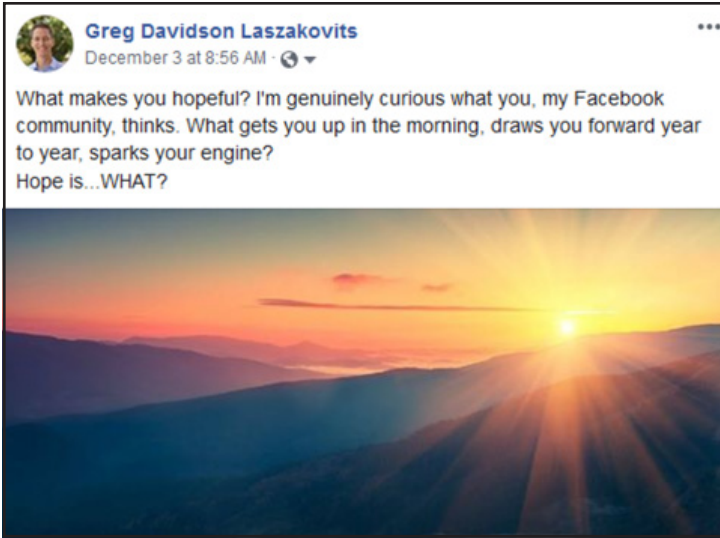 Greg Davidson Laszakovits
December 3 at 8:56 AM ·
What makes you hopeful? I'm genuinely curious what you, my Facebook
community, thinks. What gets you up in the morning, draws you forward year
to year, sparks your engine?
Hope is...WHAT?